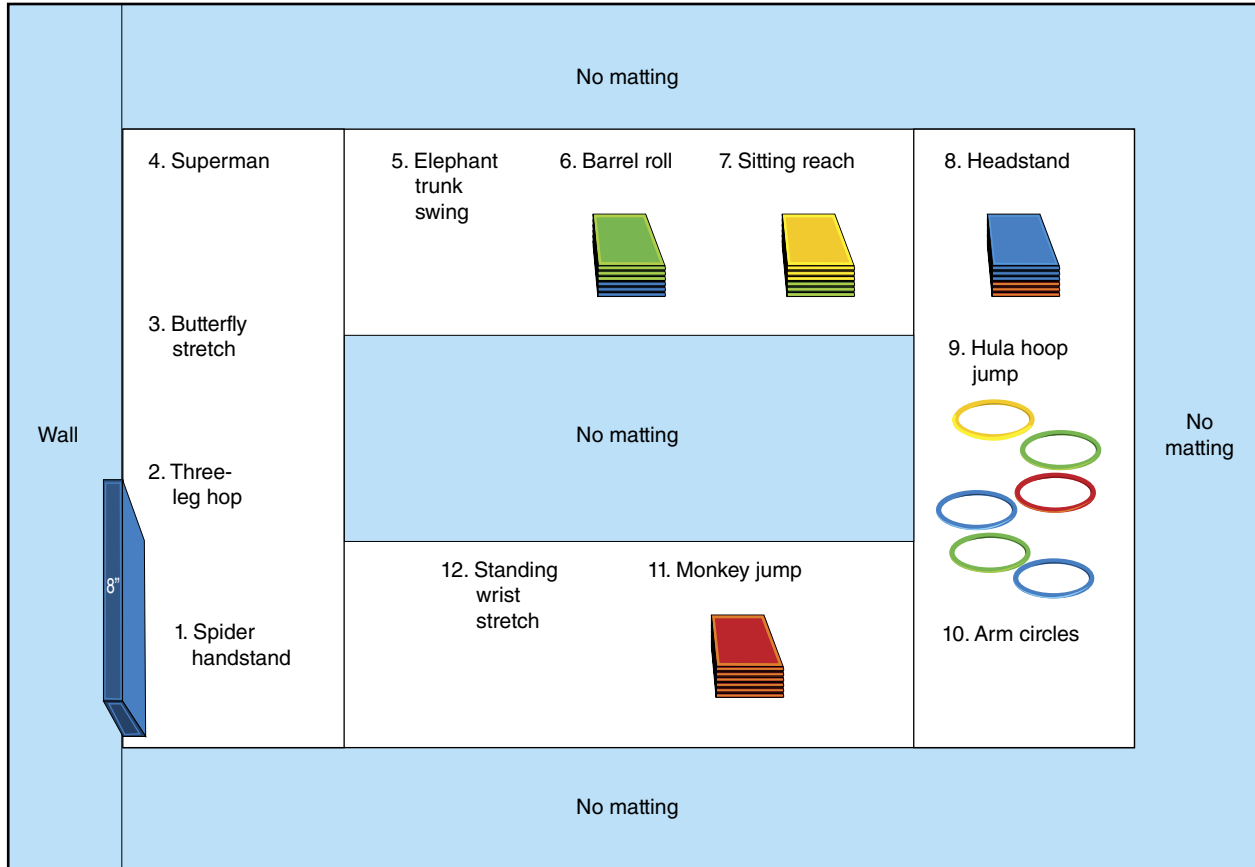 No matting
4. Superman
5. Elephant
trunk
swing
6. Barrel roll
7. Sitting reach
8. Headstand
3. Butterfly
stretch
9. Hula hoop
jump
Wall
No matting
No
matting
2. Three-
leg hop
8"
1. Spider
handstand
12. Standing
wrist
stretch
11. Monkey jump
10. Arm circles
No matting